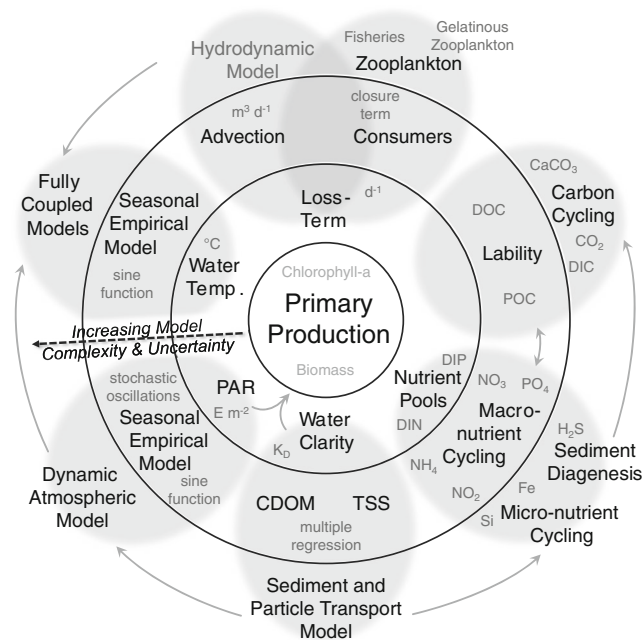 Hydrodynamic
Model
Fisheries
Gelatinous
Zooplankton
Zooplankton
m³ d⁻¹
Advection
closure
term
Consumers
CaCO₃
Carbon
Cycling
CO₂
DIC
DOC
Lability
POC
Fully
Coupled
Models
Seasonal
Empirical
Model
sine
function
°C
Water
Temp.
Loss-
Term
d⁻¹
Chlorophyll-a
Primary
Production
Biomass
Increasing Model
Complexity & Uncertainty
stochastic
oscillations
Seasonal
Empirical
Model
sine
function
PAR
E m⁻²
Water
Clarity
K_D
DIP
Nutrient
Pools
DIN
NO₃
PO₄
Macro-
nutrient
Cycling
NH₄
NO₂
Si
Fe
H₂S
Sediment
Diagenesis
Micro-nutrient
Cycling
CDOM
TSS
multiple
regression
Dynamic
Atmospheric
Model
Sediment and
Particle Transport
Model